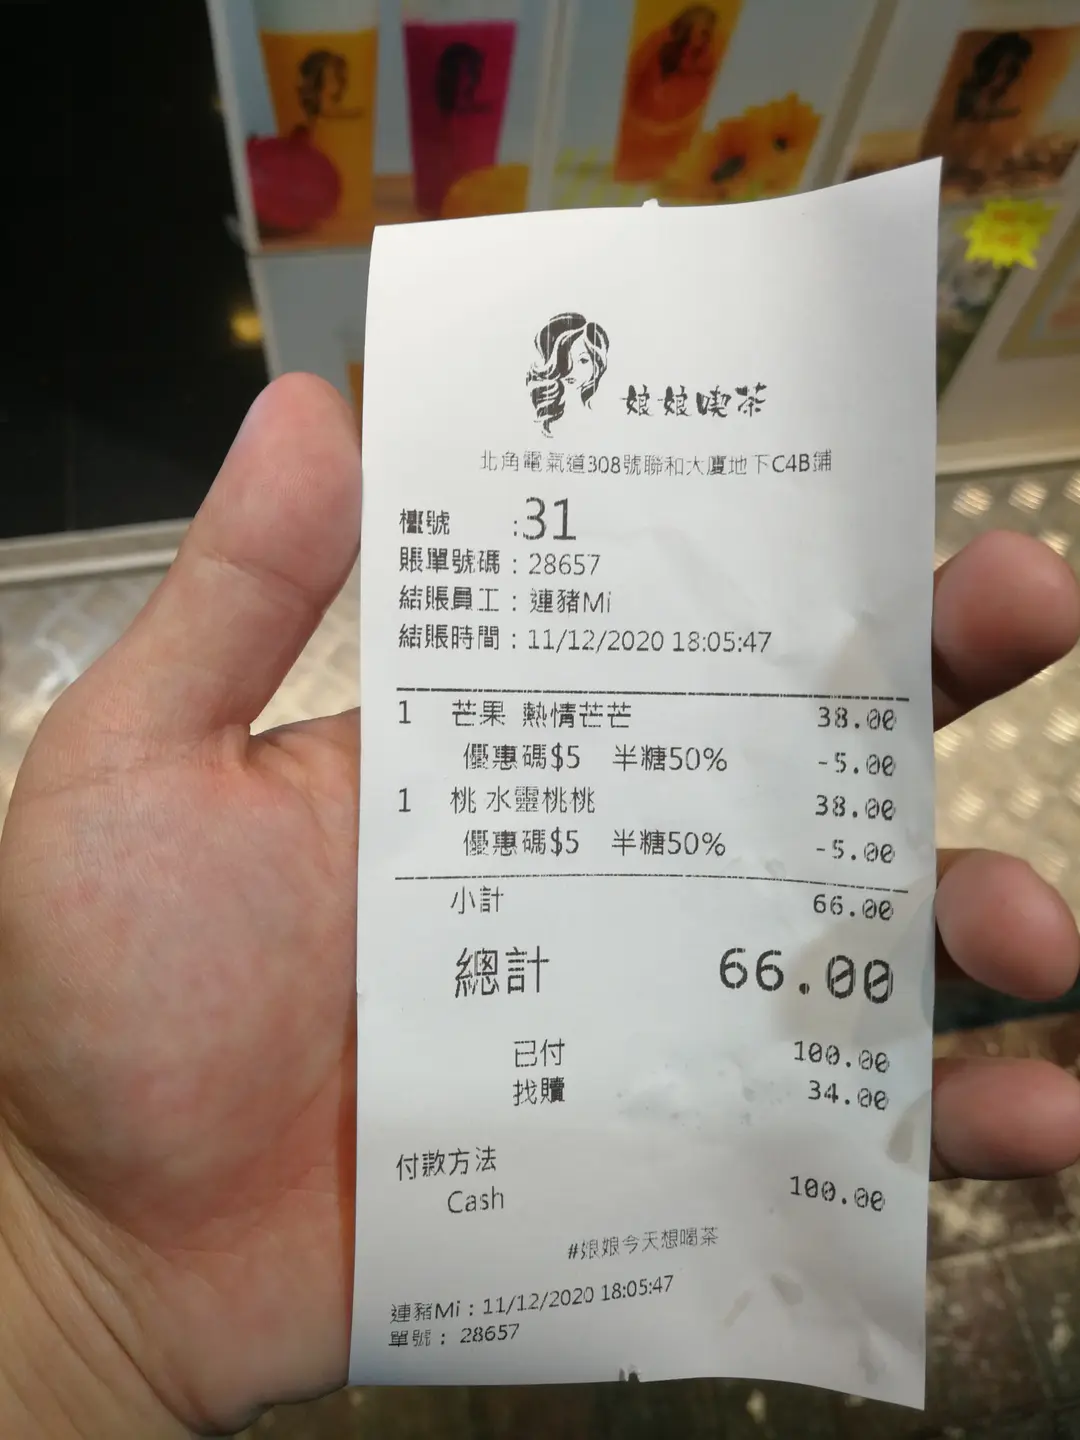 娘娘喫茶
北角電氣道308號聯和大廈地下C4B鋪
檯號 :31
賬單號碼 : 28657
結賬員工 : 連豬Mi
結賬時間 : 11/12/2020 18:05:47
1 芒果 熱情芒芒 38.00
優惠碼$5 半糖50% -5.00
1 桃 水靈桃桃 38.00
優惠碼$5 半糖50% -5.00
小計 66.00
總計 66.00
已付 100.00
找贖 34.00
付款方法
Cash 100.00
#娘娘今天想喝茶
連豬Mi : 11/12/2020 18:05:47
單號 : 28657